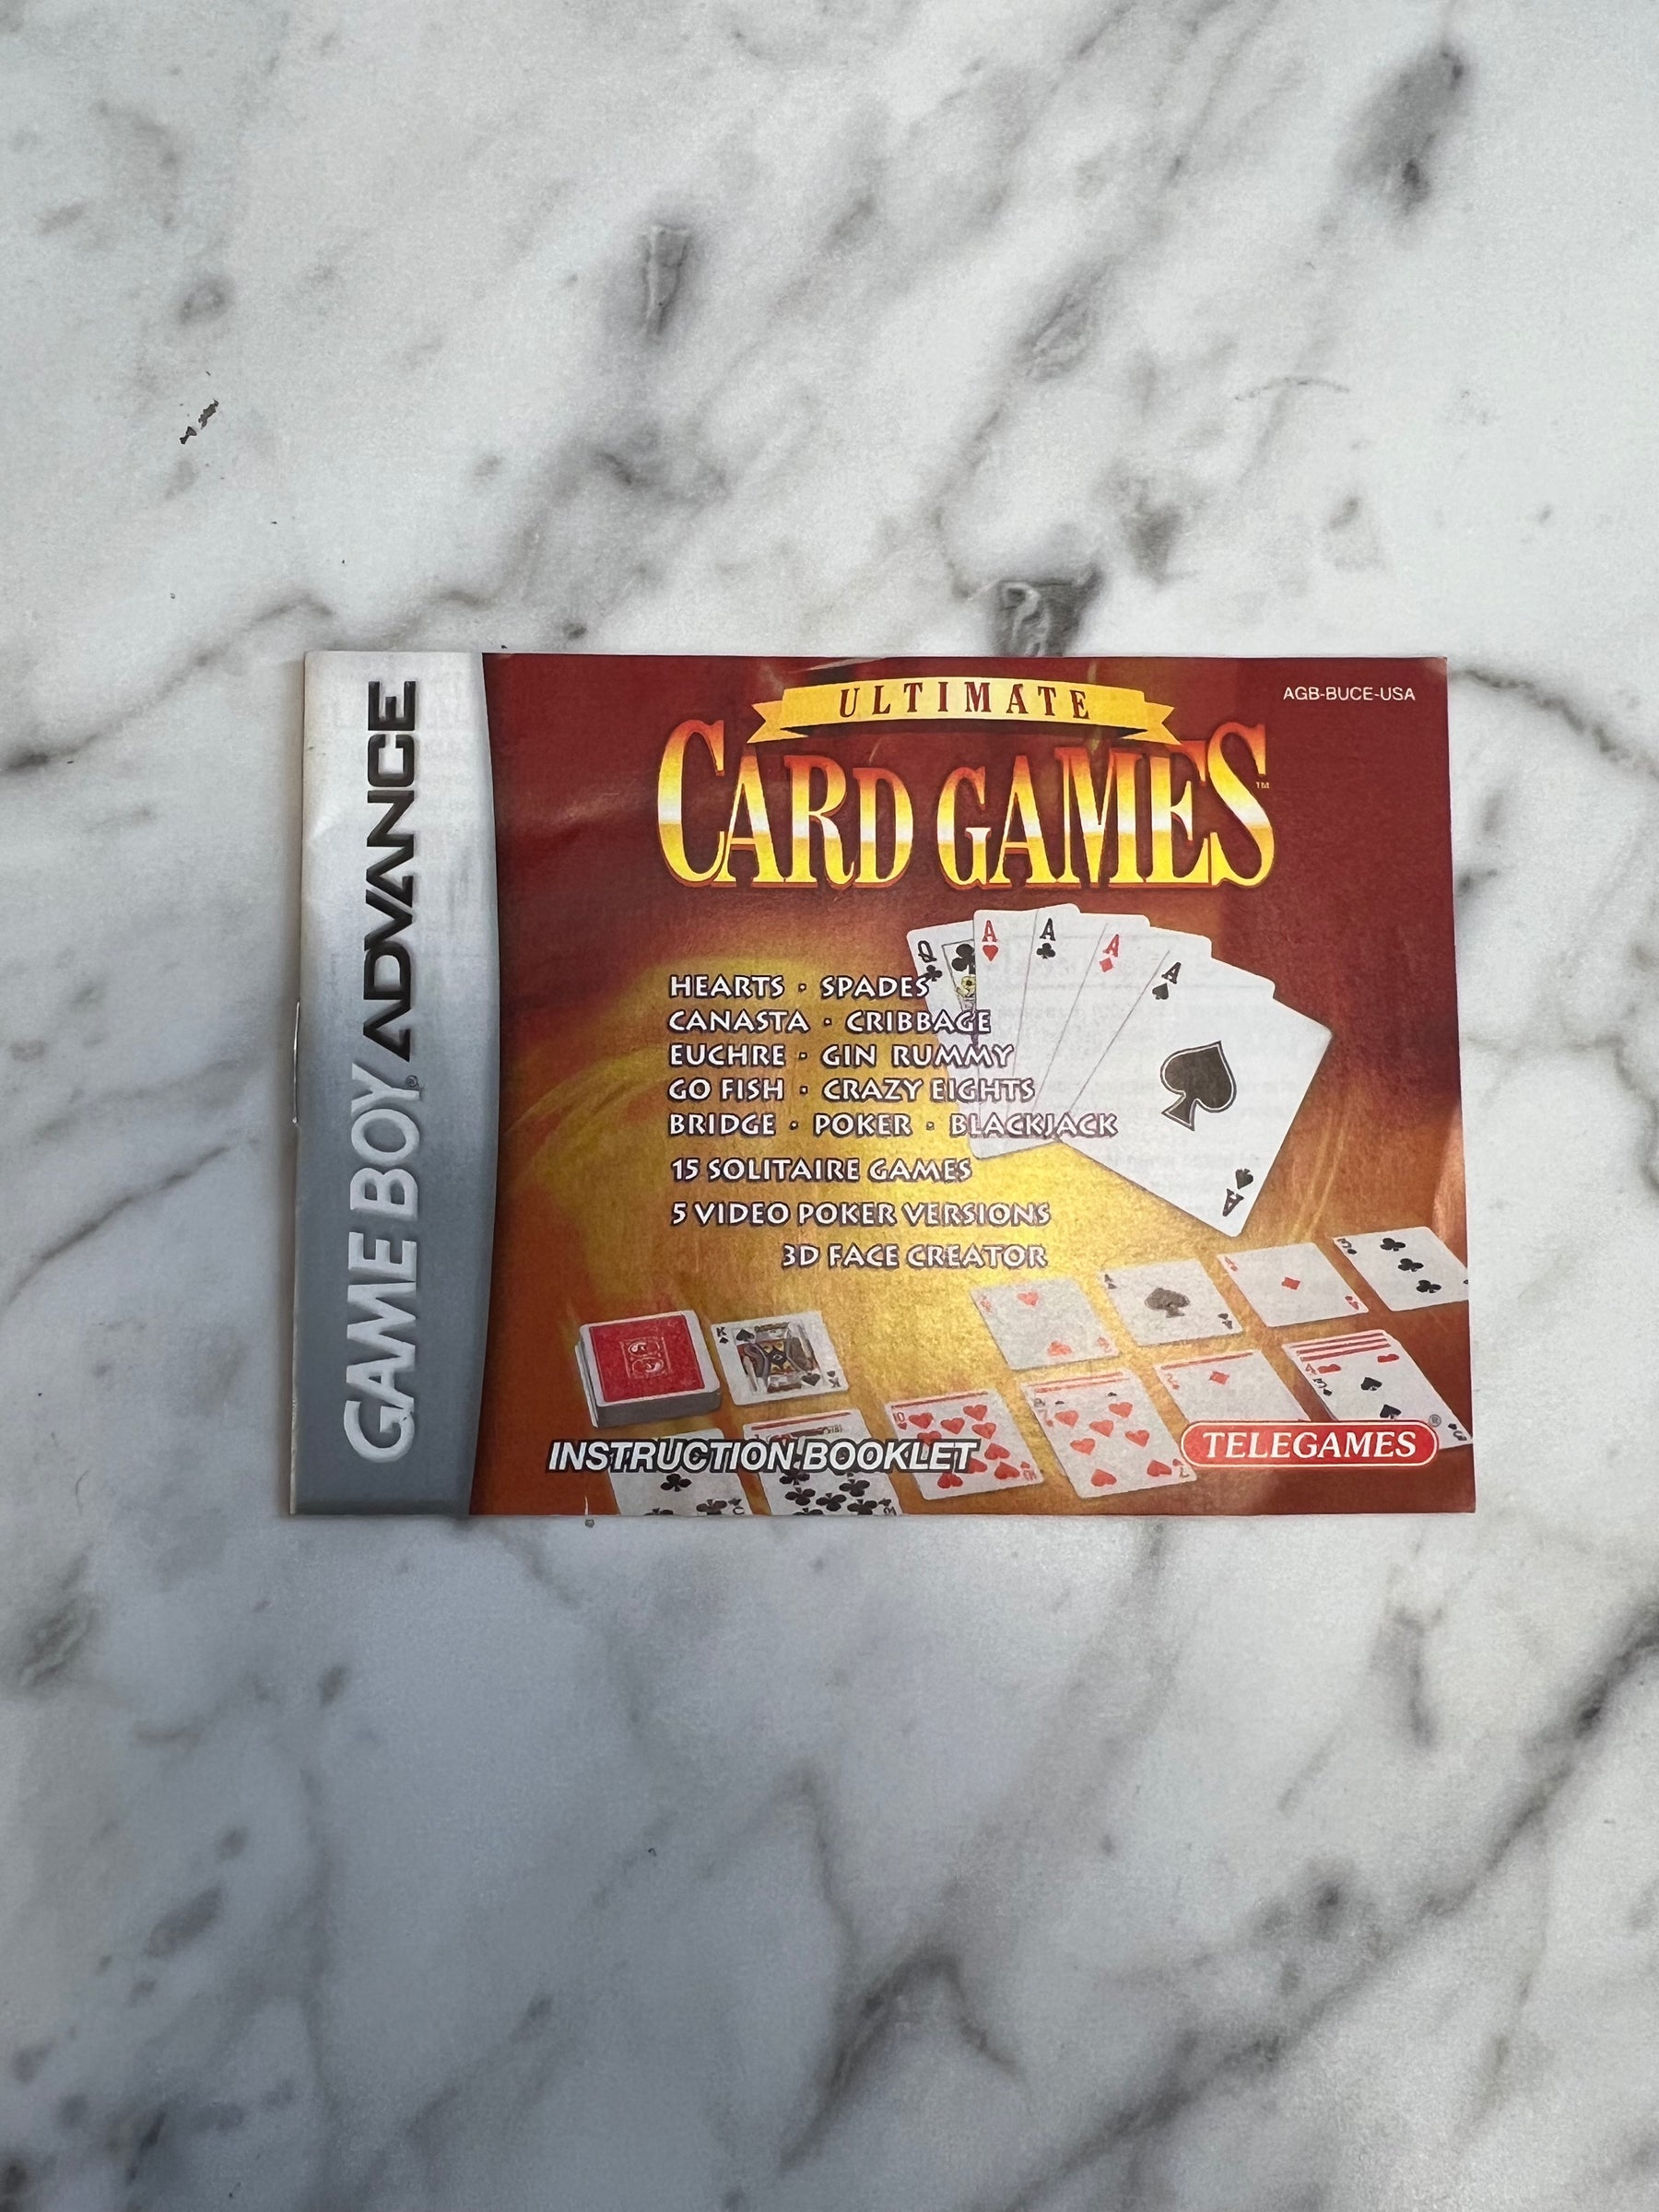 GAME BOY ADVANCE
AGB-BUCE-USA
ULTIMATE
CARD GAMES™
HEARTS · SPADES
CANASTA · CRIBBAGE
EUCHRE · GIN RUMMY
GO FISH · CRAZY EIGHTS
BRIDGE · POKER · BLACKJACK
15 SOLITAIRE GAMES
5 VIDEO POKER VERSIONS
3D FACE CREATOR
INSTRUCTION BOOKLET
TELEGAMES®